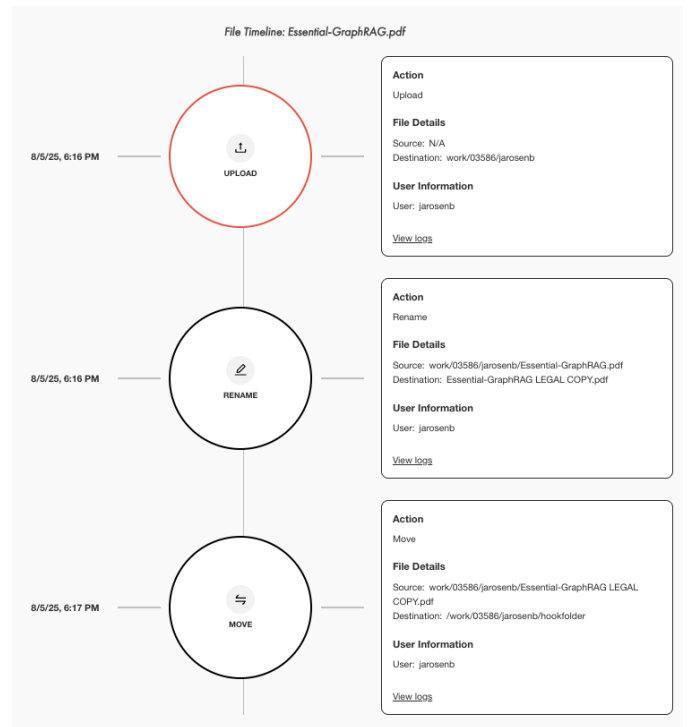 File Timeline: Essential-GraphRAG.pdf
8/5/25, 6:16 PM
UPLOAD
Action
Upload
File Details
Source: N/A
Destination: work/03586/jarosenb
User Information
User: jarosenb
View logs
8/5/25, 6:16 PM
RENAME
Action
Rename
File Details
Source: work/03586/jarosenb/Essential-GraphRAG.pdf
Destination: Essential-GraphRAG LEGAL COPY.pdf
User Information
User: jarosenb
View logs
8/5/25, 6:17 PM
MOVE
Action
Move
File Details
Source: work/03586/jarosenb/Essential-GraphRAG LEGAL
COPY.pdf
Destination: /work/03586/jarosenb/hookfolder
User Information
User: jarosenb
View logs